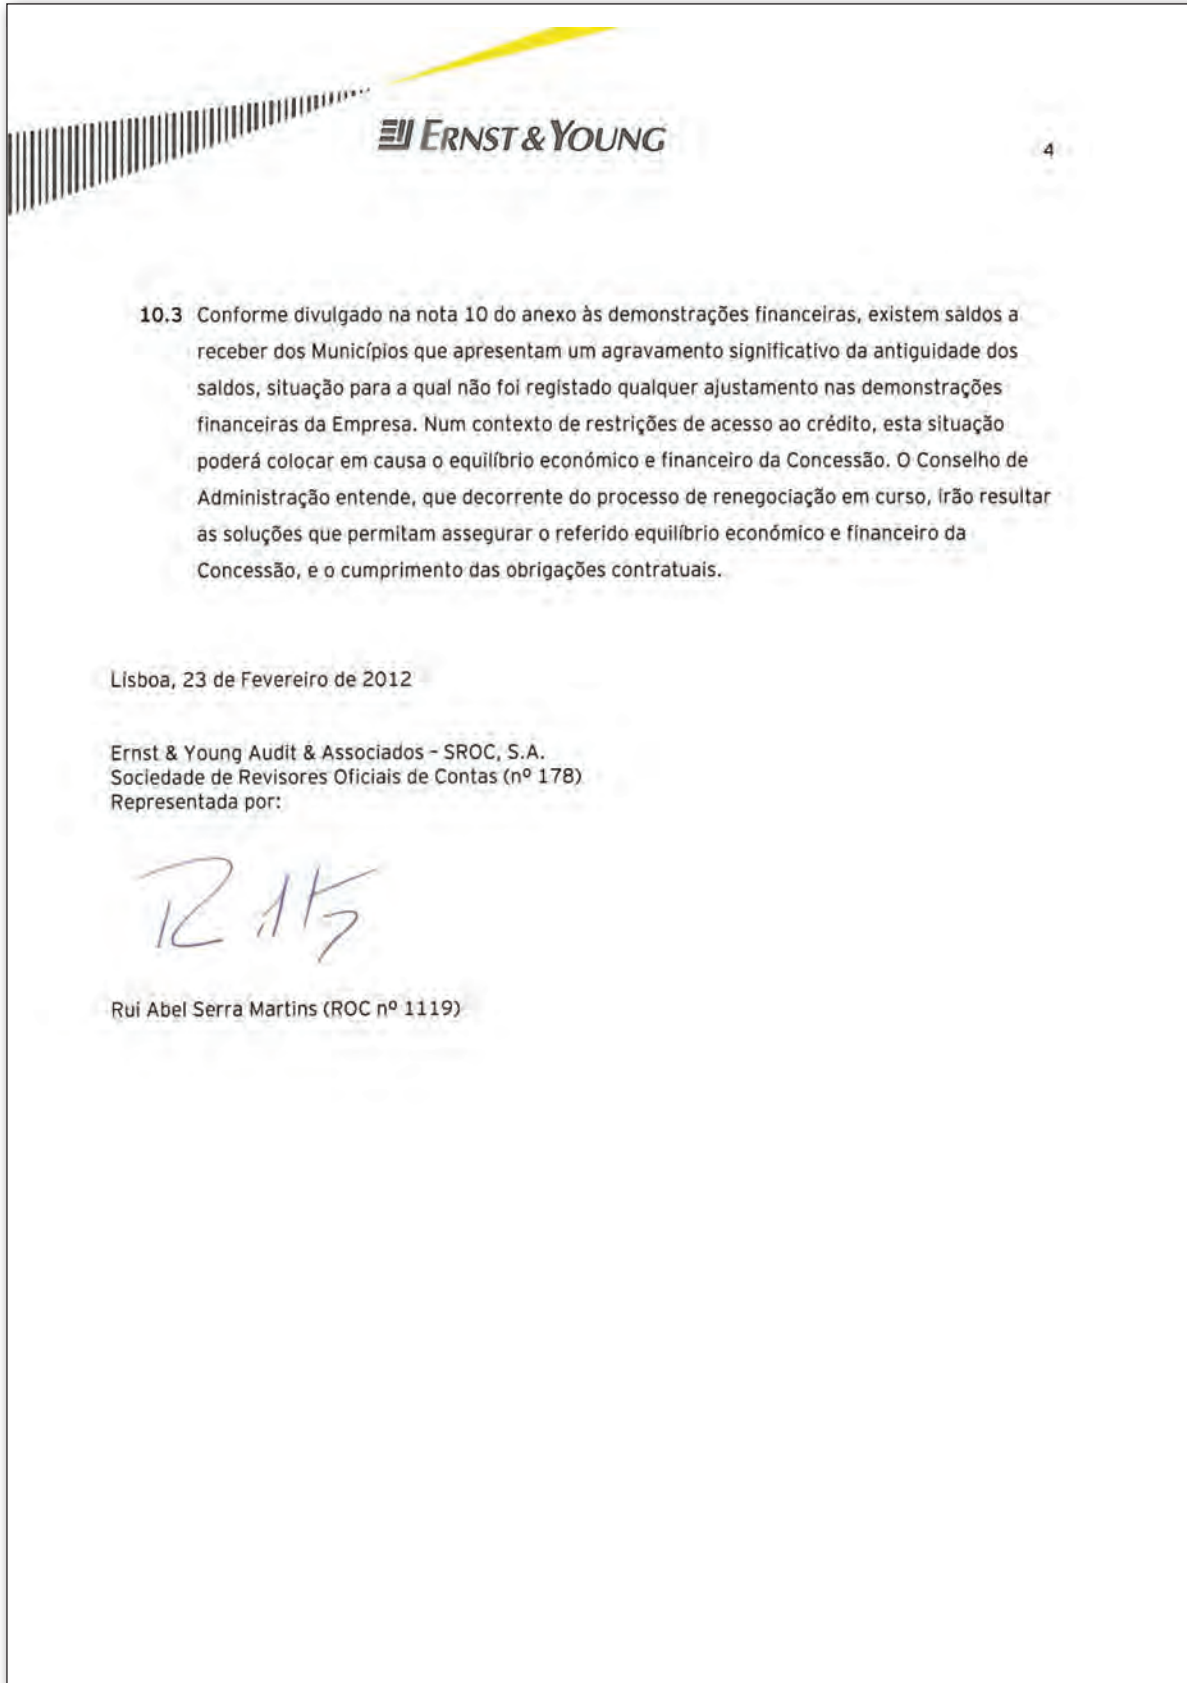 ERNST & YOUNG
4
10.3 Conforme divulgado na nota 10 do anexo às demonstrações financeiras, existem saldos a
receber dos Municípios que apresentam um agravamento significativo da antiguidade dos
saldos, situação para a qual não foi registado qualquer ajustamento nas demonstrações
financeiras da Empresa. Num contexto de restrições de acesso ao crédito, esta situação
poderá colocar em causa o equilíbrio económico e financeiro da Concessão. O Conselho de
Administração entende, que decorrente do processo de renegociação em curso, irão resultar
as soluções que permitam assegurar o referido equilíbrio económico e financeiro da
Concessão, e o cumprimento das obrigações contratuais.
Lisboa, 23 de Fevereiro de 2012
Ernst & Young Audit & Associados - SROC, S.A.
Sociedade de Revisores Oficiais de Contas (nº 178)
Representada por:
Rui Abel Serra Martins (ROC nº 1119)